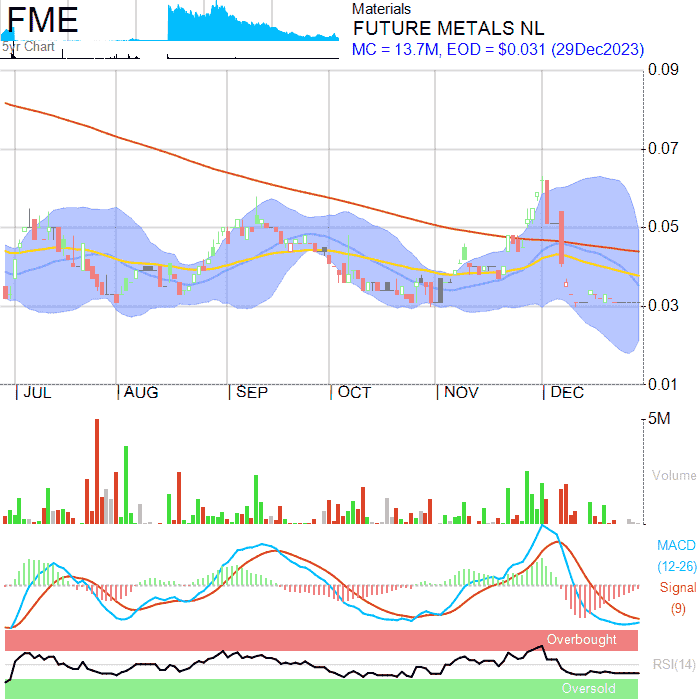 FME
5yr Chart
Materials
FUTURE METALS NL
MC = 13.7M, EOD = $0.031 (29Dec2023)
0.09
0.07
0.05
0.03
0.01
JUL AUG SEP OCT NOV DEC
5M
Volume
MACD
(12-26)
Signal
(9)
Overbought
RSI(14)
Oversold